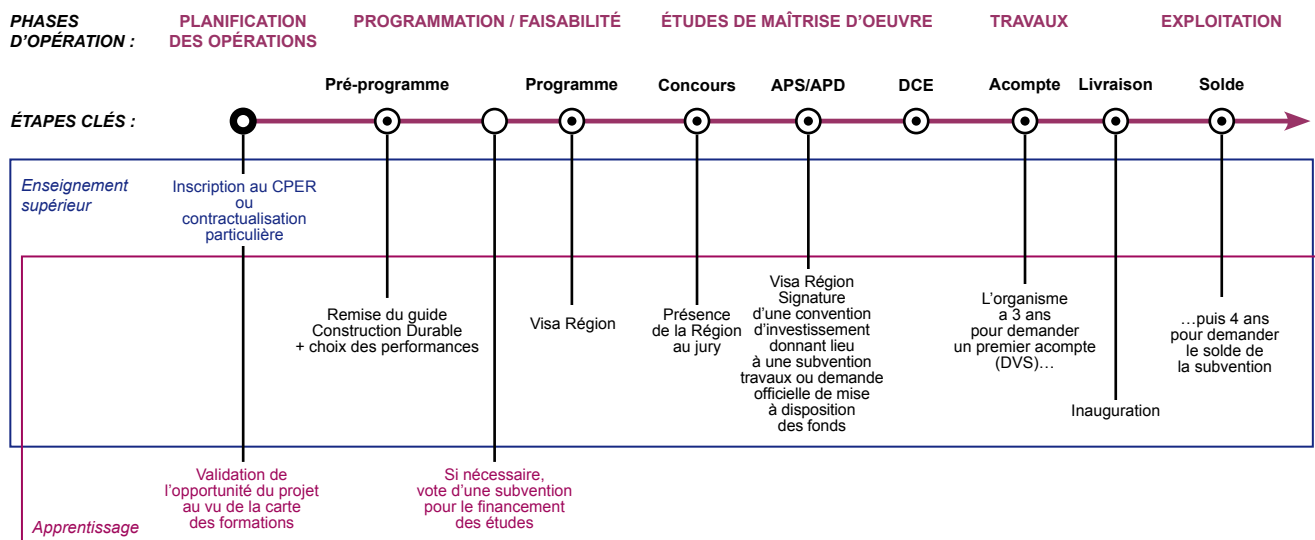 PHASES
D'OPÉRATION :
PLANIFICATION
DES OPÉRATIONS
PROGRAMMATION / FAISABILITÉ
ÉTUDES DE MAÎTRISE D'OEUVRE
TRAVAUX
EXPLOITATION
ÉTAPES CLÉS :
Pré-programme
Programme
Concours
APS/APD
DCE
Acompte
Livraison
Solde
Enseignement
supérieur
Inscription au CPER
ou
contractualisation
particulière
Remise du guide
Construction Durable
+ choix des performances
Visa Région
Présence
de la Région
au jury
Visa Région
Signature
d'une convention
d'investissement
donnant lieu
à une subvention
travaux ou demande
officielle de mise
à disposition
des fonds
L'organisme
a 3 ans
pour demander
un premier acompte
(DVS)…
Inauguration
…puis 4 ans
pour demander
le solde de
la subvention
Apprentissage
Validation de
l'opportunité du projet
au vu de la carte
des formations
Si nécessaire,
vote d'une subvention
pour le financement
des études